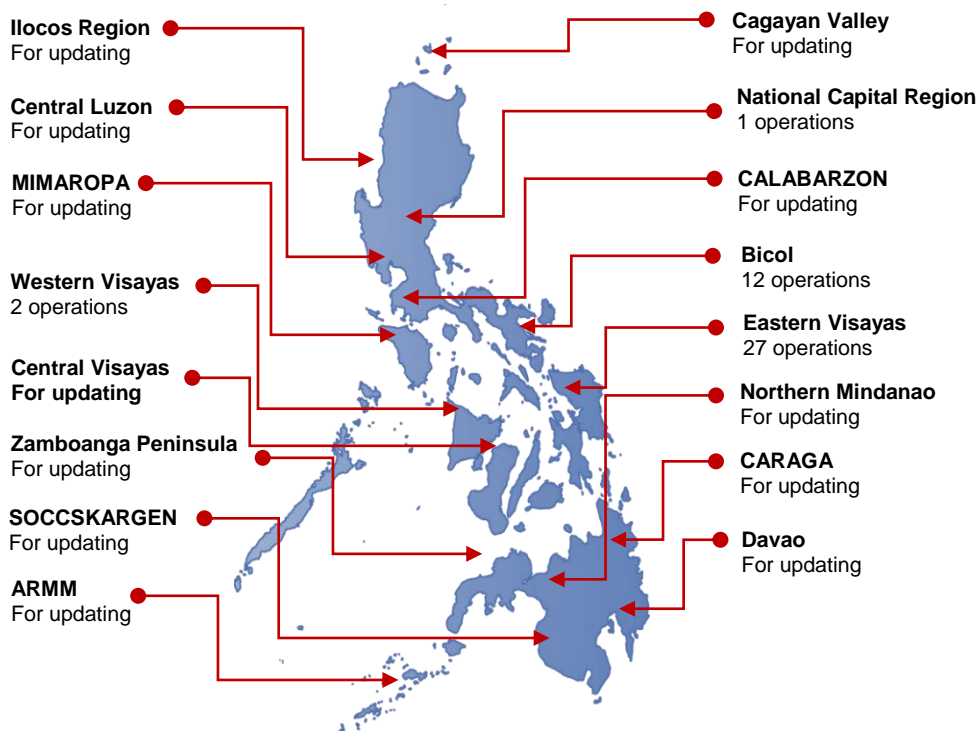 Ilocos Region
For updating
Central Luzon
For updating
MIMAROPA
For updating
Western Visayas
2 operations
Central Visayas
For updating
Zamboanga Peninsula
For updating
SOCCSKARGEN
For updating
ARMM
For updating
Cagayan Valley
For updating
National Capital Region
1 operations
CALABARZON
For updating
Bicol
12 operations
Eastern Visayas
27 operations
Northern Mindanao
For updating
CARAGA
For updating
Davao
For updating